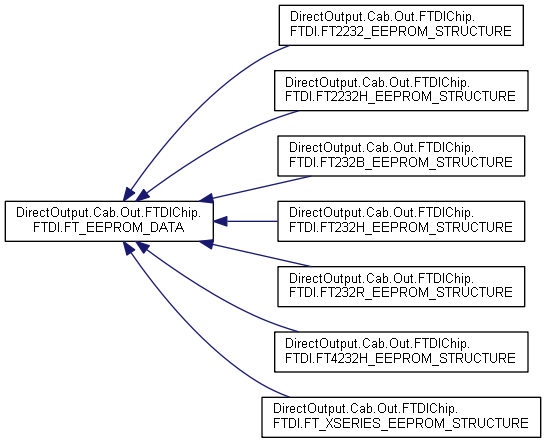 DirectOutput.Cab.Out.FTDIChip.
FTDI.FT2232_EEPROM_STRUCTURE
DirectOutput.Cab.Out.FTDIChip.
FTDI.FT2232H_EEPROM_STRUCTURE
DirectOutput.Cab.Out.FTDIChip.
FTDI.FT232B_EEPROM_STRUCTURE
DirectOutput.Cab.Out.FTDIChip.
FTDI.FT_EEPROM_DATA
DirectOutput.Cab.Out.FTDIChip.
FTDI.FT232H_EEPROM_STRUCTURE
DirectOutput.Cab.Out.FTDIChip.
FTDI.FT232R_EEPROM_STRUCTURE
DirectOutput.Cab.Out.FTDIChip.
FTDI.FT4232H_EEPROM_STRUCTURE
DirectOutput.Cab.Out.FTDIChip.
FTDI.FT_XSERIES_EEPROM_STRUCTURE